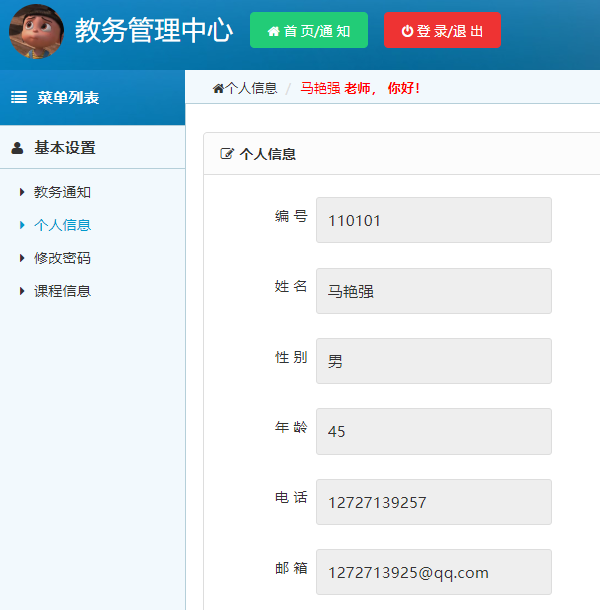 教务管理中心 首 页/通 知 登 录/退 出
菜单列表
个人信息 / 马艳强 老师， 你好！
基本设置
教务通知
个人信息
修改密码
课程信息
个人信息
编 号 110101
姓 名 马艳强
性 别 男
年 龄 45
电 话 12727139257
邮 箱 1272713925@qq.com